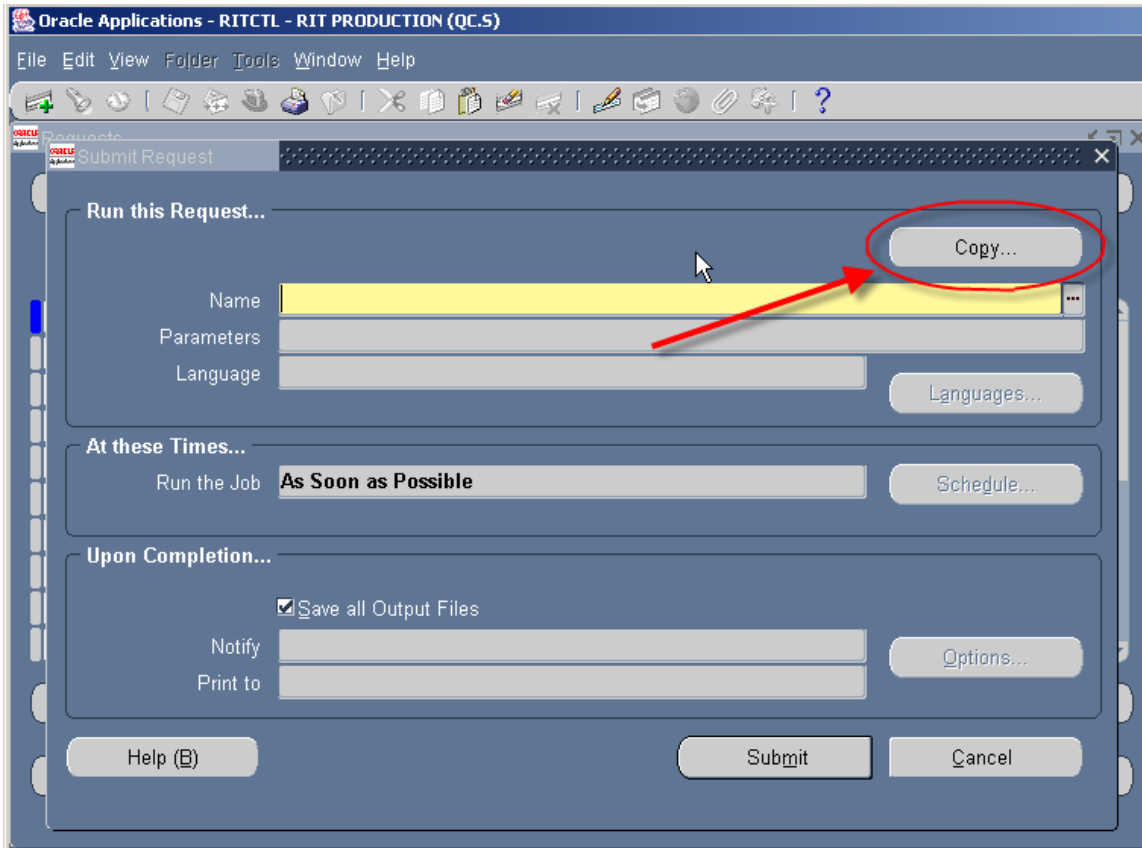 Oracle Applications - RITCTL - RIT PRODUCTION (QC.S)
File Edit View Folder Tools Window Help
Requests
Submit Request
Run this Request...
Copy...
Name
Parameters
Language
Languages...
At these Times...
Run the Job As Soon as Possible
Schedule...
Upon Completion...
Save all Output Files
Notify
Options...
Print to
Help (B)
Submit
Cancel